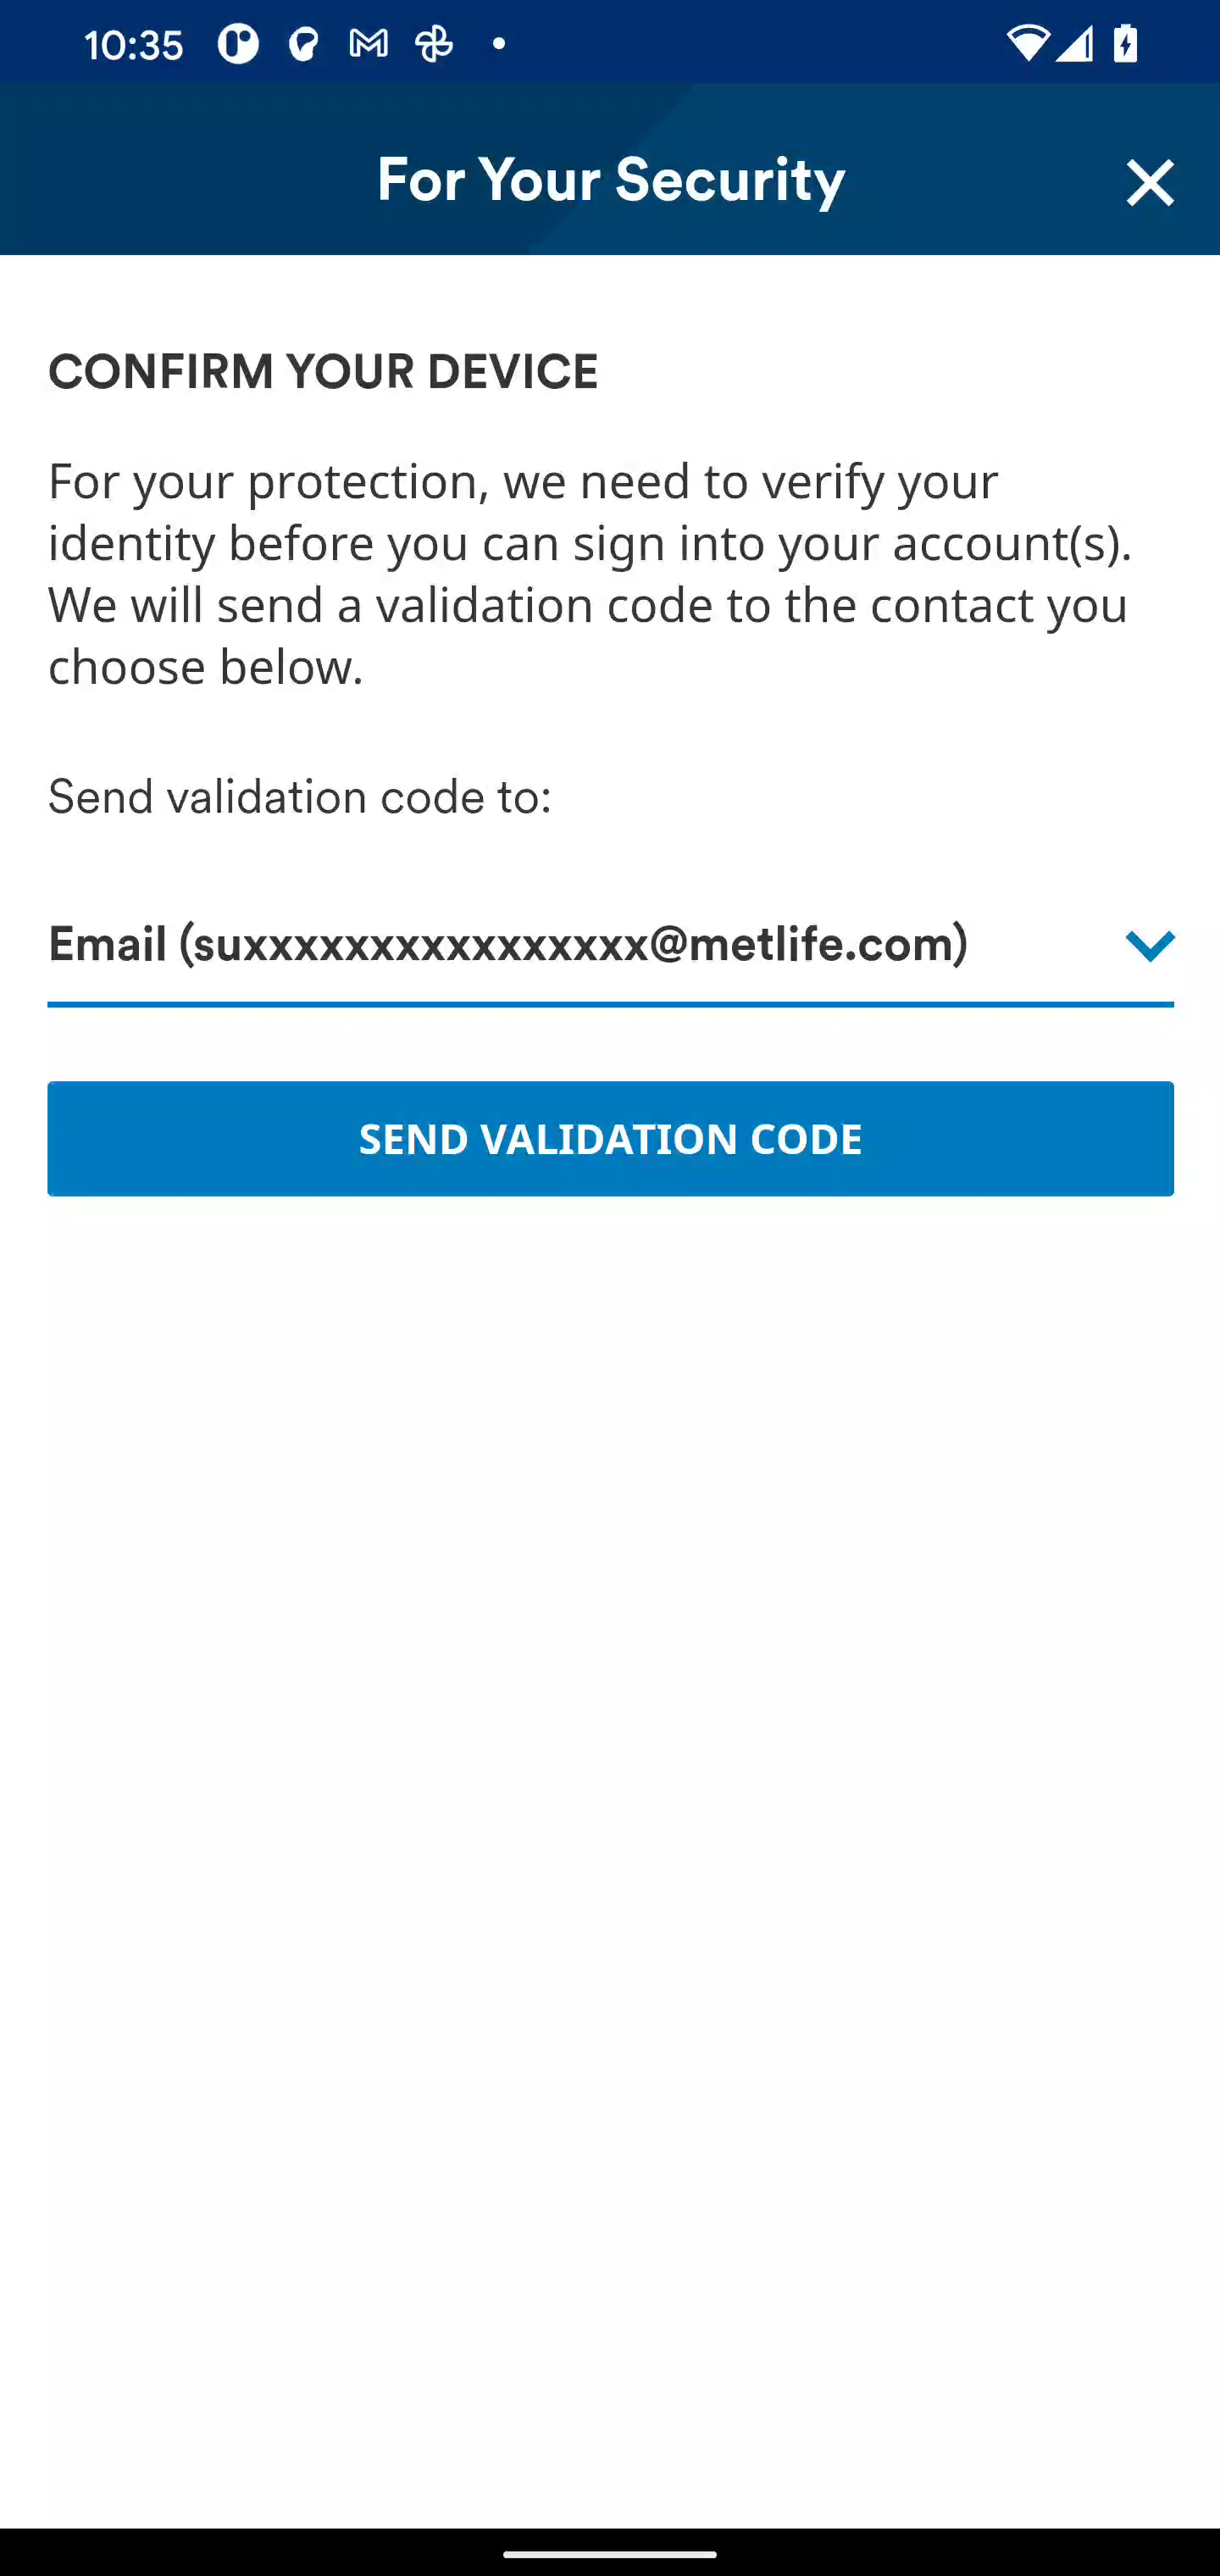 10:35
For Your Security
CONFIRM YOUR DEVICE
For your protection, we need to verify your
identity before you can sign into your account(s).
We will send a validation code to the contact you
choose below.
Send validation code to:
Email (suxxxxxxxxxxxxxxxx@metlife.com)
SEND VALIDATION CODE